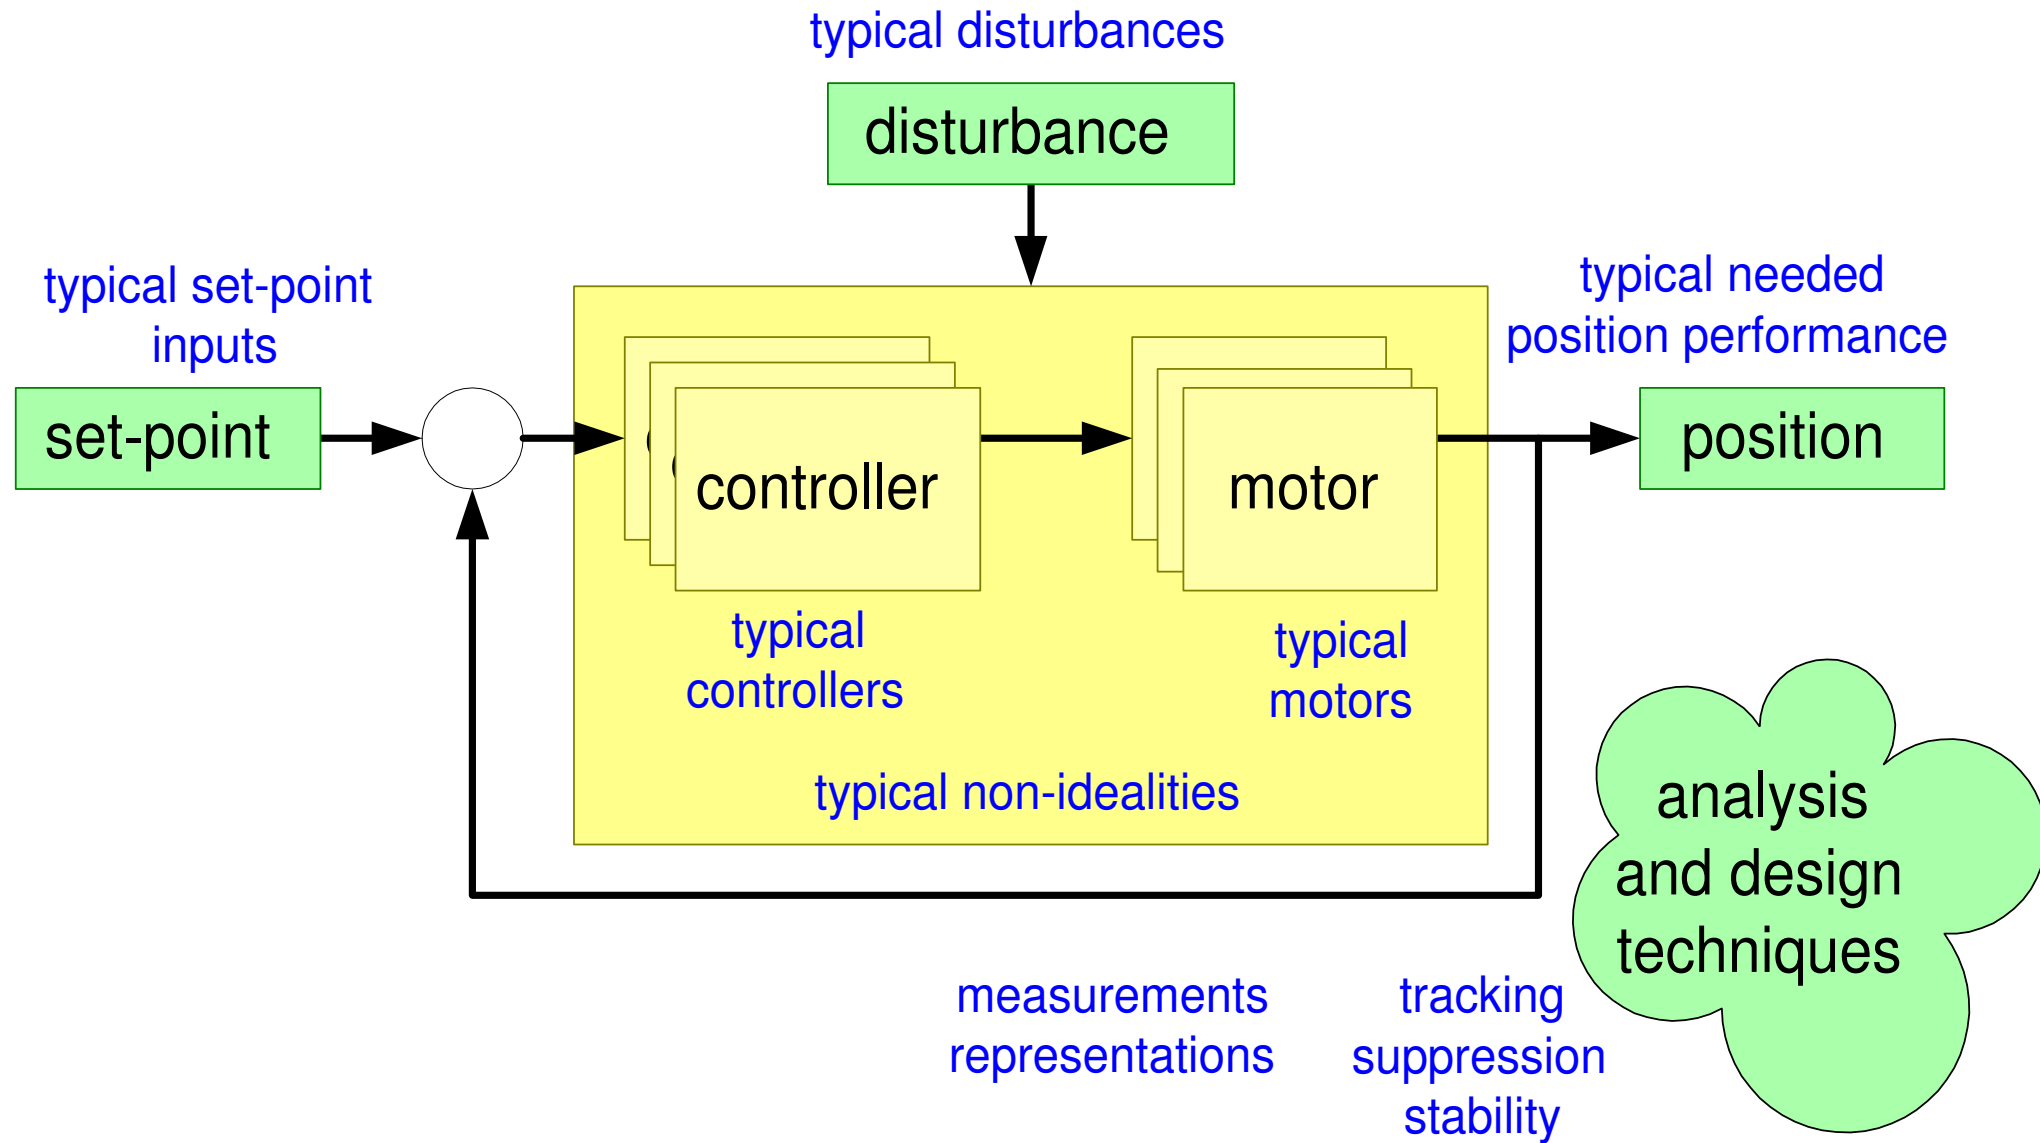 typical disturbances
disturbance
typical set-point
inputs
set-point
typical needed
position performance
position
controller
motor
typical
controllers
typical
motors
typical non-idealities
analysis
and design
techniques
measurements
representations
tracking
suppression
stability